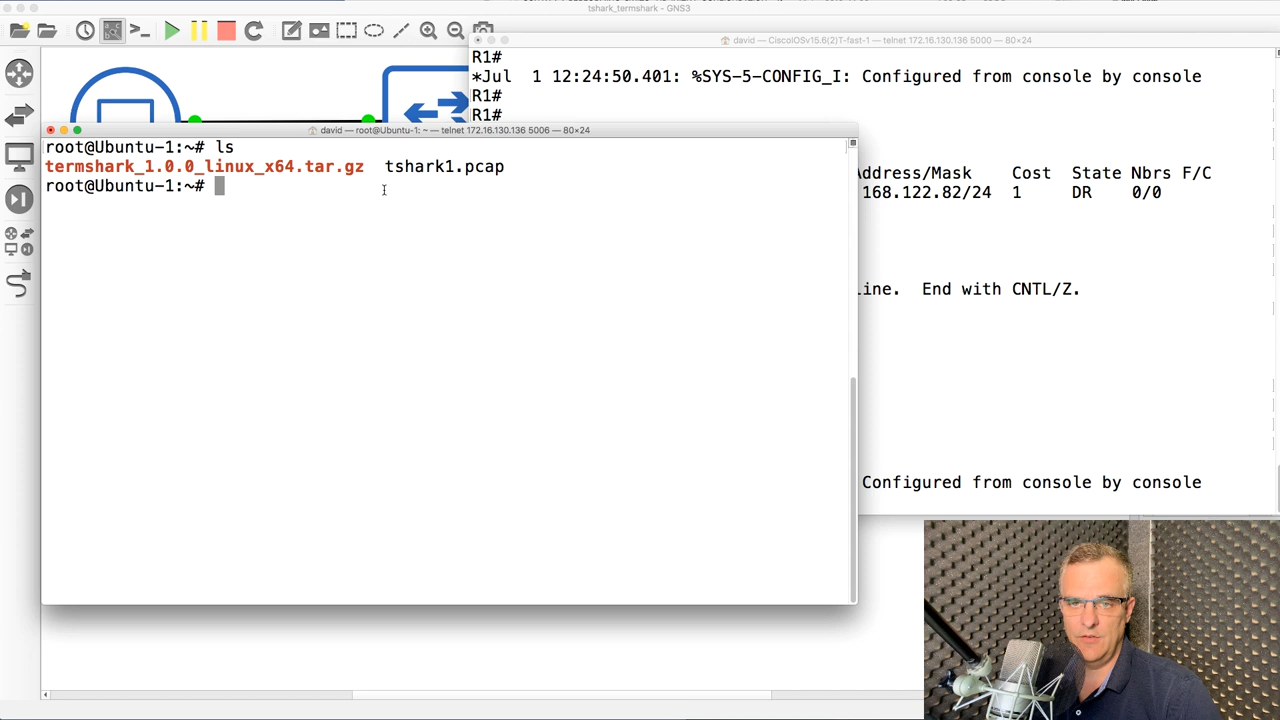 tshark_termshark - GNS3
david — CiscoIOSv15.6(2)T-fast-1 — telnet 172.16.130.136 5000 — 80×24
R1#
*Jul  1 12:24:50.401: %SYS-5-CONFIG_I: Configured from console by console
R1#
R1#
Address/Mask    Cost  State Nbrs F/C
168.122.82/24  1     DR    0/0
line.  End with CNTL/Z.
Configured from console by console
david — root@Ubuntu-1: ~ — telnet 172.16.130.136 5006 — 80×24
root@Ubuntu-1:~# ls
termshark_1.0.0_linux_x64.tar.gz  tshark1.pcap
root@Ubuntu-1:~#